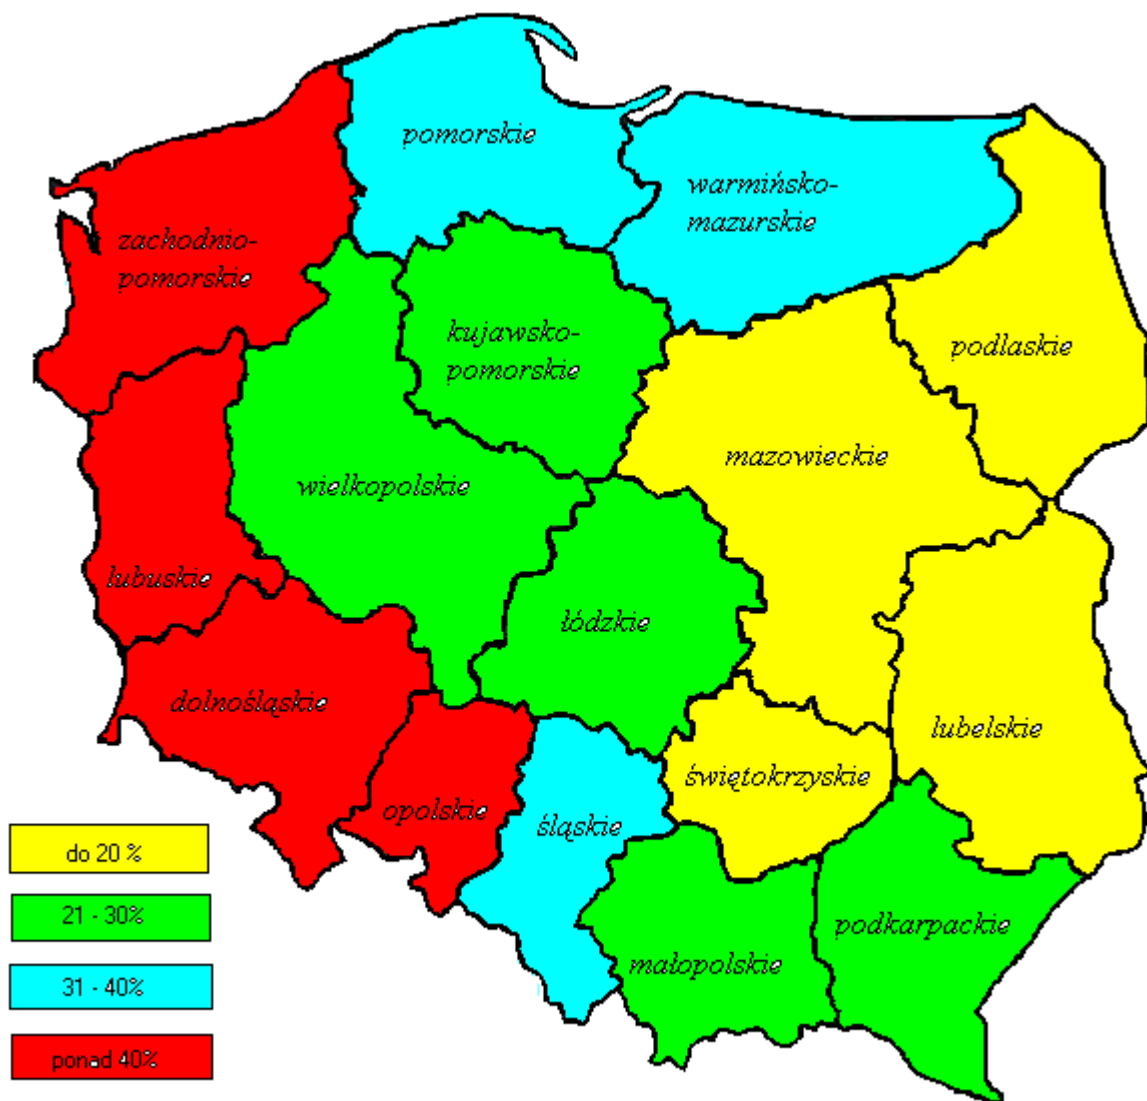 pomorskie
warmińsko-
mazurskie
zachodnio-
pomorskie
kujawsko-
pomorskie
podlaskie
mazowieckie
wielkopolskie
lubuskie
łódzkie
dolnośląskie
lubelskie
świętokrzyskie
opolskie
śląskie
podkarpackie
małopolskie
do 20 %
21 - 30%
31 - 40%
ponad 40%